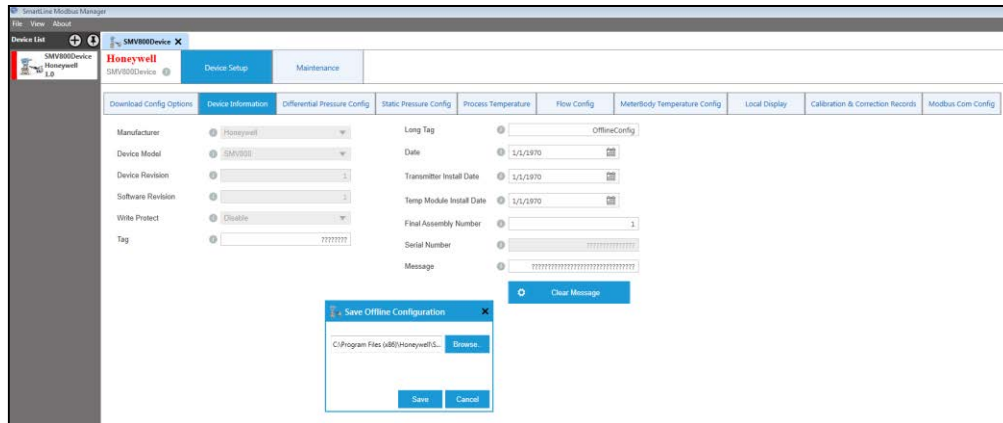 SmartLine Modbus Manager
File View About
Device List
SMV800Device
Honeywell
1.0
SMV800Device X
Honeywell
SMV800Device
Device Setup
Maintenance
Download Config Options
Device Information
Differential Pressure Config
Static Pressure Config
Process Temperature
Flow Config
MeterBody Temperature Config
Local Display
Calibration & Correction Records
Modbus Com Config
Manufacturer Honeywell
Device Model SMV800
Device Revision 1
Software Revision 1
Write Protect Disable
Tag ????????
Long Tag OfflineConfig
Date 1/1/1970
Transmitter Install Date 1/1/1970
Temp Module Install Date 1/1/1970
Final Assembly Number 1
Serial Number ????????????????
Message ????????????????????????????????
Clear Message
Save Offline Configuration X
C:\Program Files (x86)\Honeywell\S... Browse...
Save Cancel